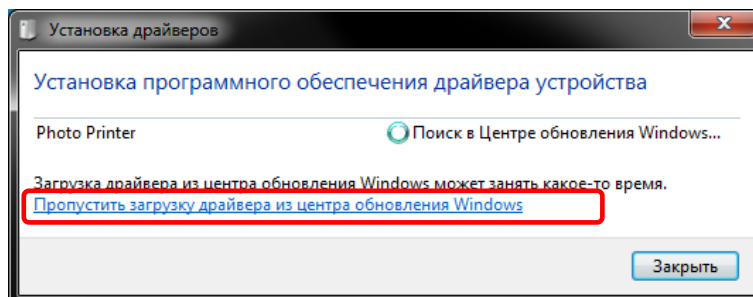 Установка драйверов
Установка программного обеспечения драйвера устройства
Photo Printer Поиск в Центре обновления Windows...
Загрузка драйвера из центра обновления Windows может занять какое-то время.
Пропустить загрузку драйвера из центра обновления Windows
Закрыть